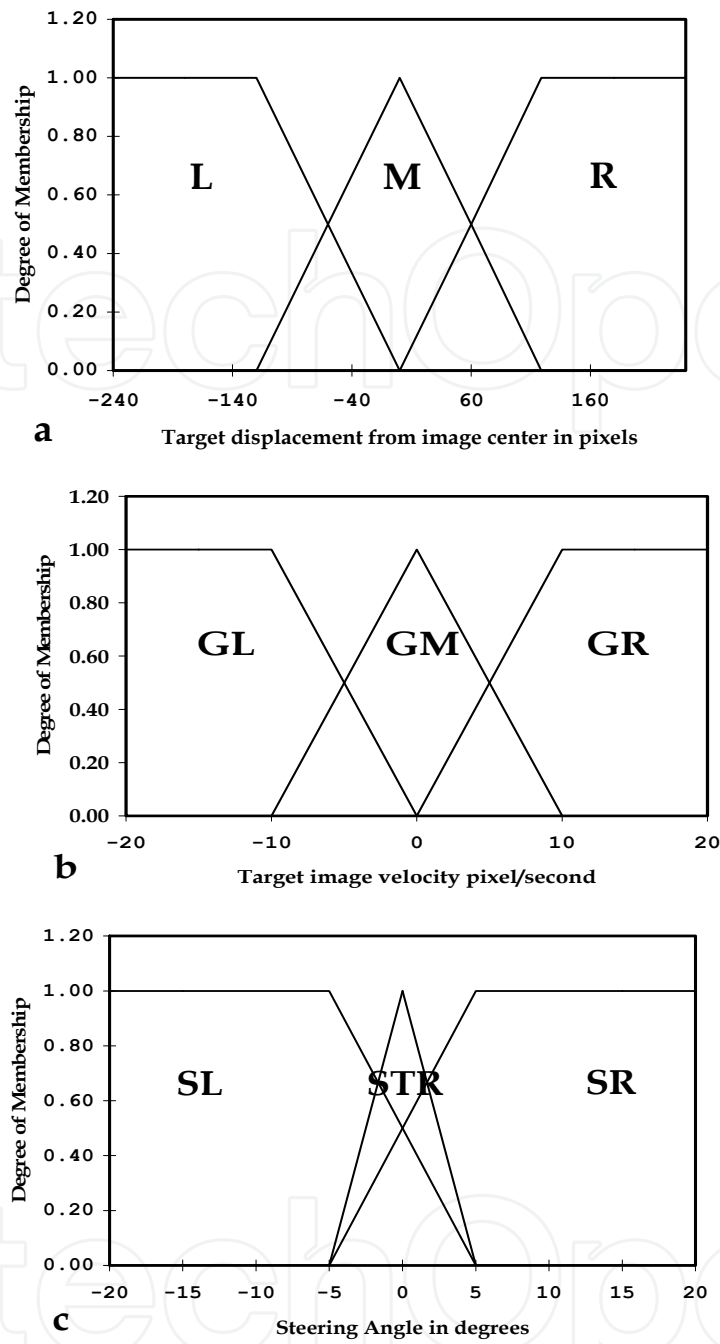 1.20
1.00
0.80
0.60
0.40
0.20
0.00
Degree of Membership
L M R
-240 -140 -40 60 160
a
Target displacement from image center in pixels
1.20
1.00
0.80
0.60
0.40
0.20
0.00
Degree of Membership
GL GM GR
-20 -10 0 10 20
b
Target image velocity pixel/second
1.20
1.00
0.80
0.60
0.40
0.20
0.00
Degree of Membership
SL STR SR
-20 -15 -10 -5 0 5 10 15 20
c
Steering Angle in degrees